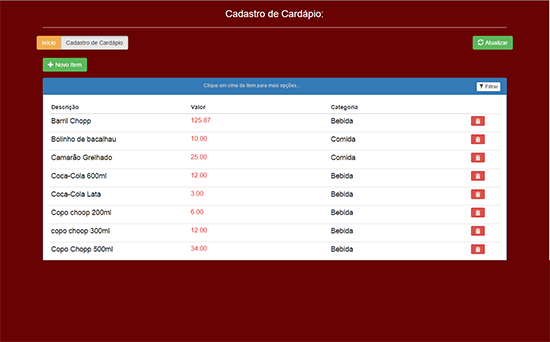 Cadastro de Cardápio:
Início Cadastro de Cardápio Atualizar
Novo Item
Clique em cima do item para mais opções... Filtrar
Descrição Valor Categoria
Barril Chopp 125.87 Bebida
Bolinho de bacalhau 10.00 Comida
Camarão Grelhado 25.00 Comida
Coca-Cola 600ml 12.00 Bebida
Coca-Cola Lata 3.00 Bebida
Copo choop 200ml 6.00 Bebida
copo choop 300ml 12.00 Bebida
Copo Chopp 500ml 34.00 Bebida